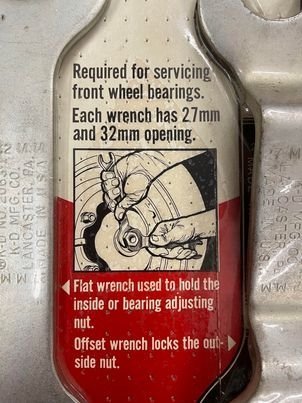 Required for servicing
front wheel bearings.
Each wrench has 27mm
and 32mm opening.
Flat wrench used to hold the
inside or bearing adjusting
nut.
Offset wrench locks the out-
side nut.